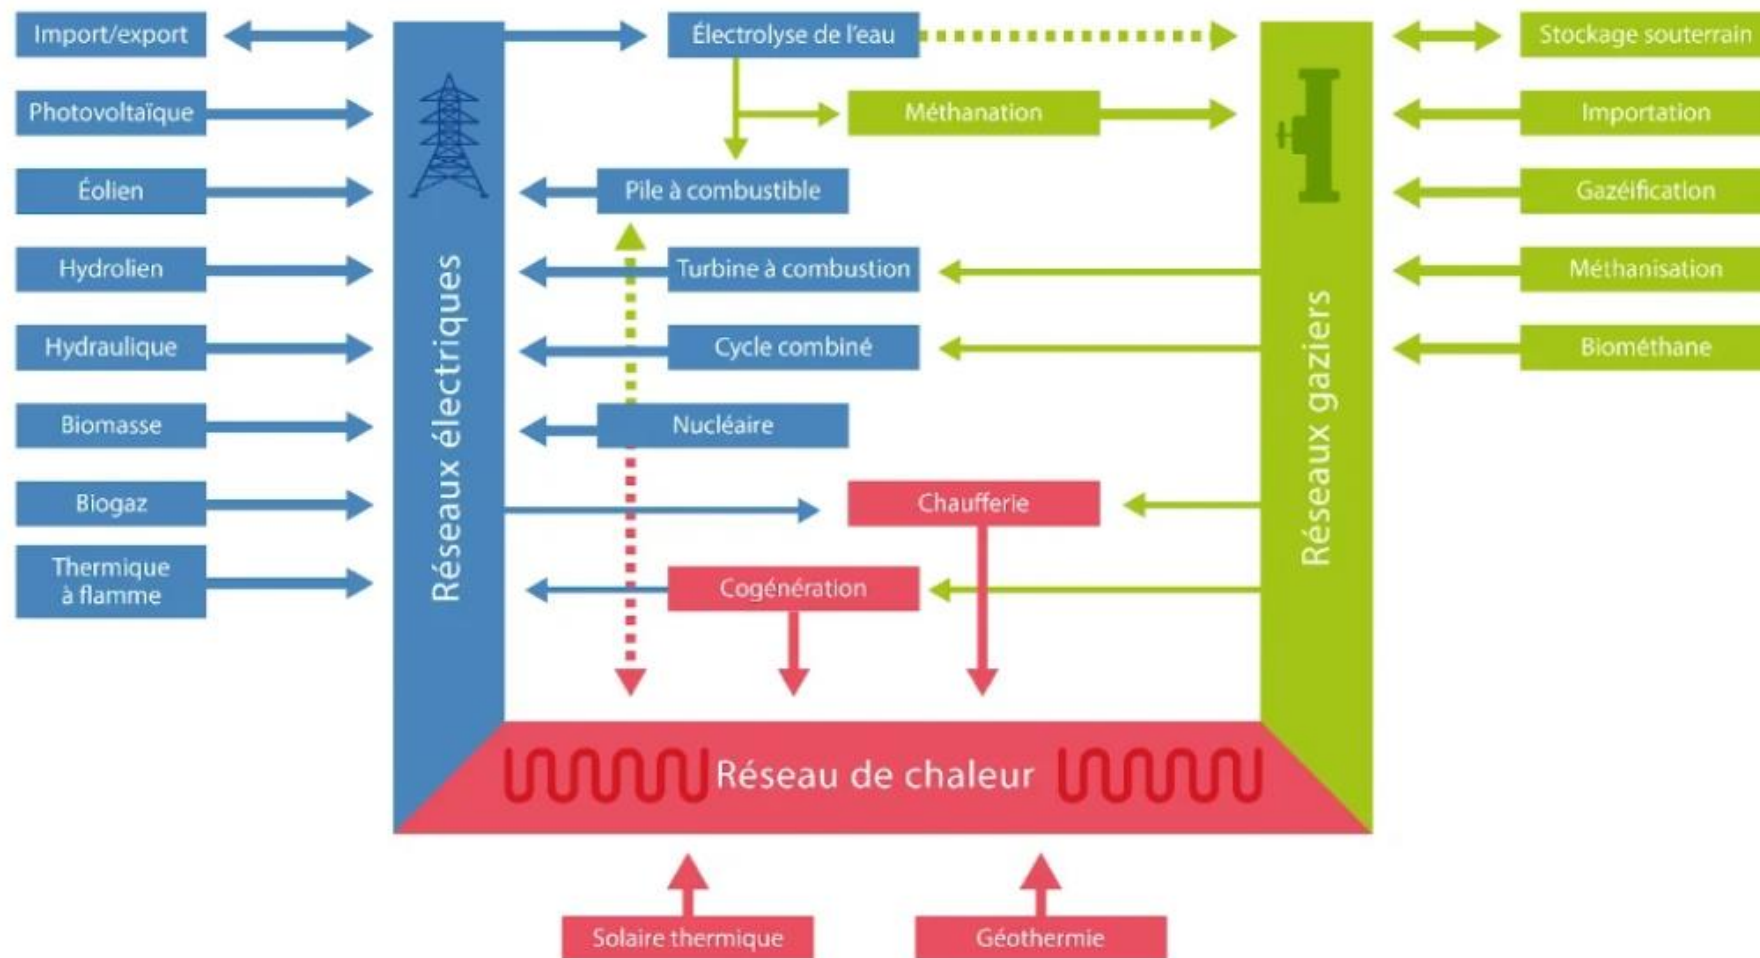 Import/export
Électrolyse de l'eau
Stockage souterrain
Photovoltaïque
Méthanation
Importation
Éolien
Pile à combustible
Gazéification
Hydrolien
Turbine à combustion
Méthanisation
Hydraulique
Cycle combiné
Biométhane
Biomasse
Nucléaire
Biogaz
Chaufferie
Thermique
à flamme
Cogénération
Réseaux électriques
Réseaux gaziers
Réseau de chaleur
Solaire thermique
Géothermie